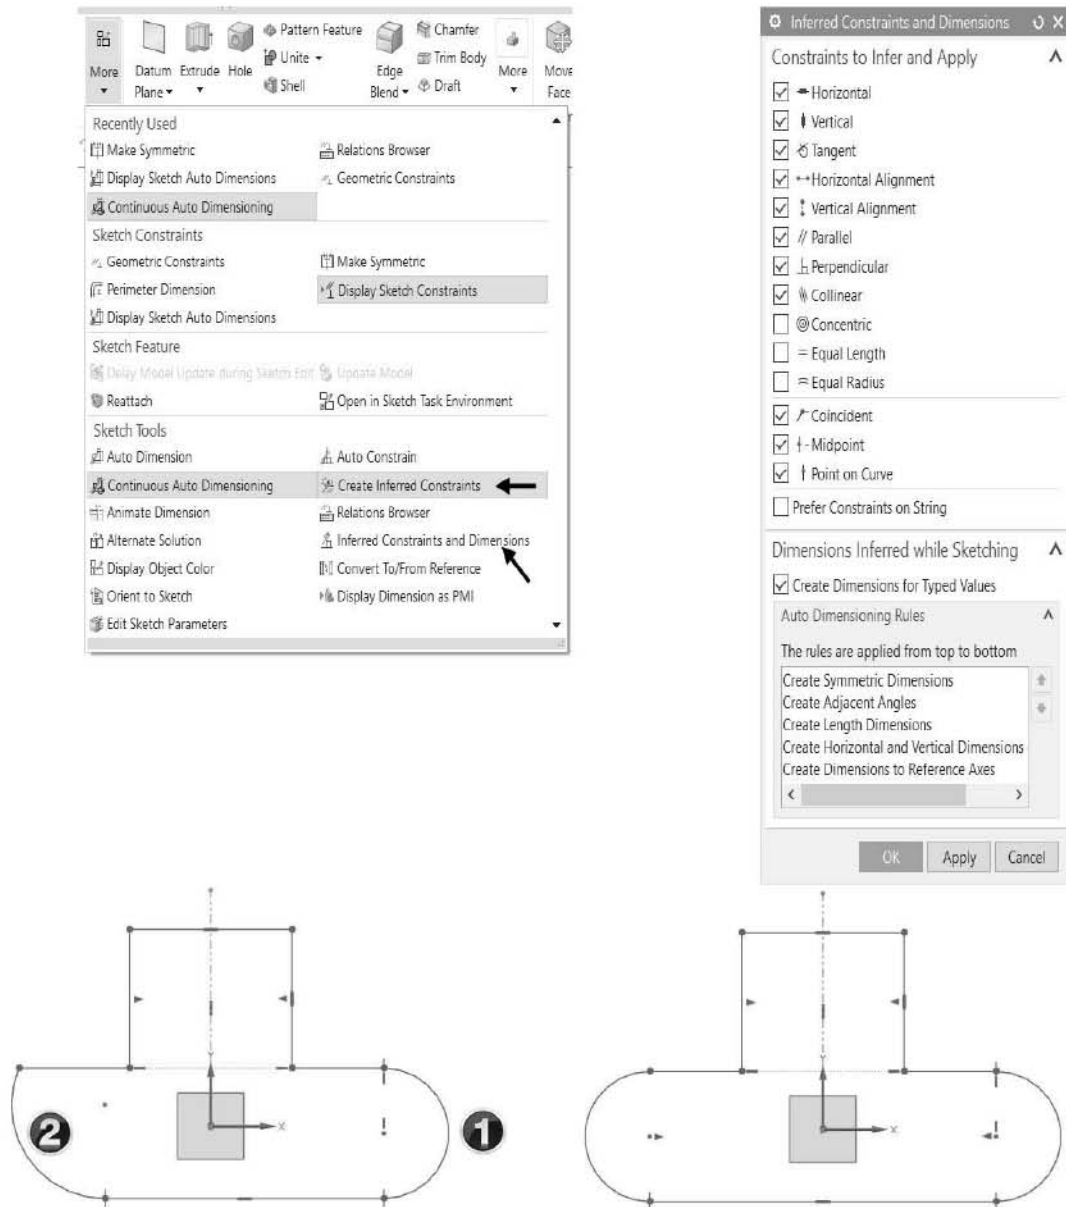 Pattern Feature
Chamfer
Unite
Trim Body
More
Datum Plane
Extrude
Hole
Shell
Edge Blend
Draft
More
Move Face
Recently Used
Make Symmetric
Relations Browser
Display Sketch Auto Dimensions
Geometric Constraints
Continuous Auto Dimensioning
Sketch Constraints
Geometric Constraints
Make Symmetric
Perimeter Dimension
Display Sketch Constraints
Display Sketch Auto Dimensions
Sketch Feature
Delay Model Update during Sketch Edit
Update Model
Reattach
Open in Sketch Task Environment
Sketch Tools
Auto Dimension
Auto Constrain
Continuous Auto Dimensioning
Create Inferred Constraints
Animate Dimension
Relations Browser
Alternate Solution
Inferred Constraints and Dimensions
Display Object Color
Convert To/From Reference
Orient to Sketch
Display Dimension as PMI
Edit Sketch Parameters
Inferred Constraints and Dimensions
Constraints to Infer and Apply
Horizontal
Vertical
Tangent
Horizontal Alignment
Vertical Alignment
Parallel
Perpendicular
Collinear
Concentric
Equal Length
Equal Radius
Coincident
Midpoint
Point on Curve
Prefer Constraints on String
Dimensions Inferred while Sketching
Create Dimensions for Typed Values
Auto Dimensioning Rules
The rules are applied from top to bottom
Create Symmetric Dimensions
Create Adjacent Angles
Create Length Dimensions
Create Horizontal and Vertical Dimensions
Create Dimensions to Reference Axes
OK
Apply
Cancel
Y
2
X
1
Y
X